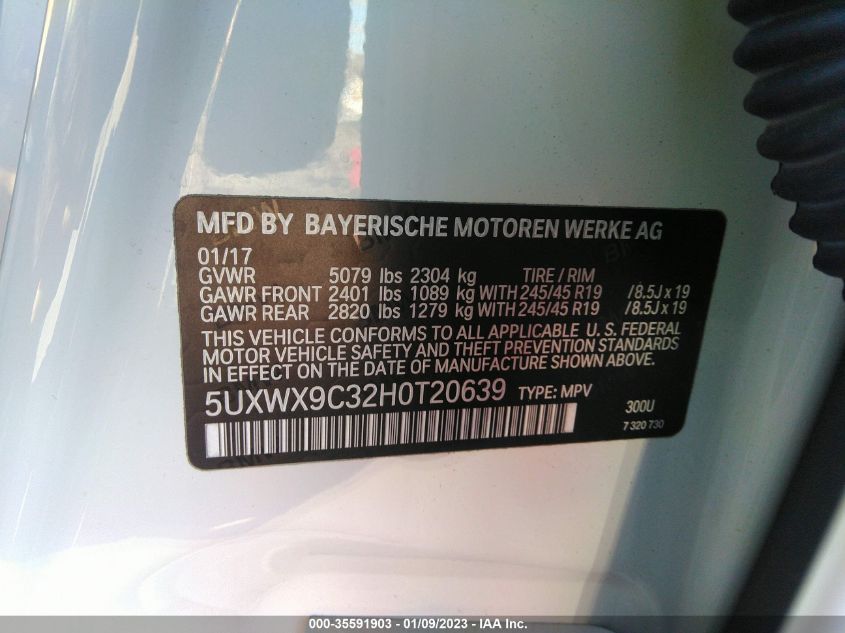 MFD BY BAYERISCHE MOTOREN WERKE AG
01/17
GVWR 5079 lbs 2304 kg TIRE / RIM
GAWR FRONT 2401 lbs 1089 kg WITH 245/45 R19 /8.5J x 19
GAWR REAR 2820 lbs 1279 kg WITH 245/45 R19 /8.5J x 19
THIS VEHICLE CONFORMS TO ALL APPLICABLE U. S. FEDERAL
MOTOR VEHICLE SAFETY AND THEFT PREVENTION STANDARDS
IN EFFECT ON THE DATE OF MANUFACTURE SHOWN ABOVE.
5UXWX9C32H0T20639 TYPE: MPV
300U
7 320 730
000-35591903 - 01/09/2023 - IAA Inc.